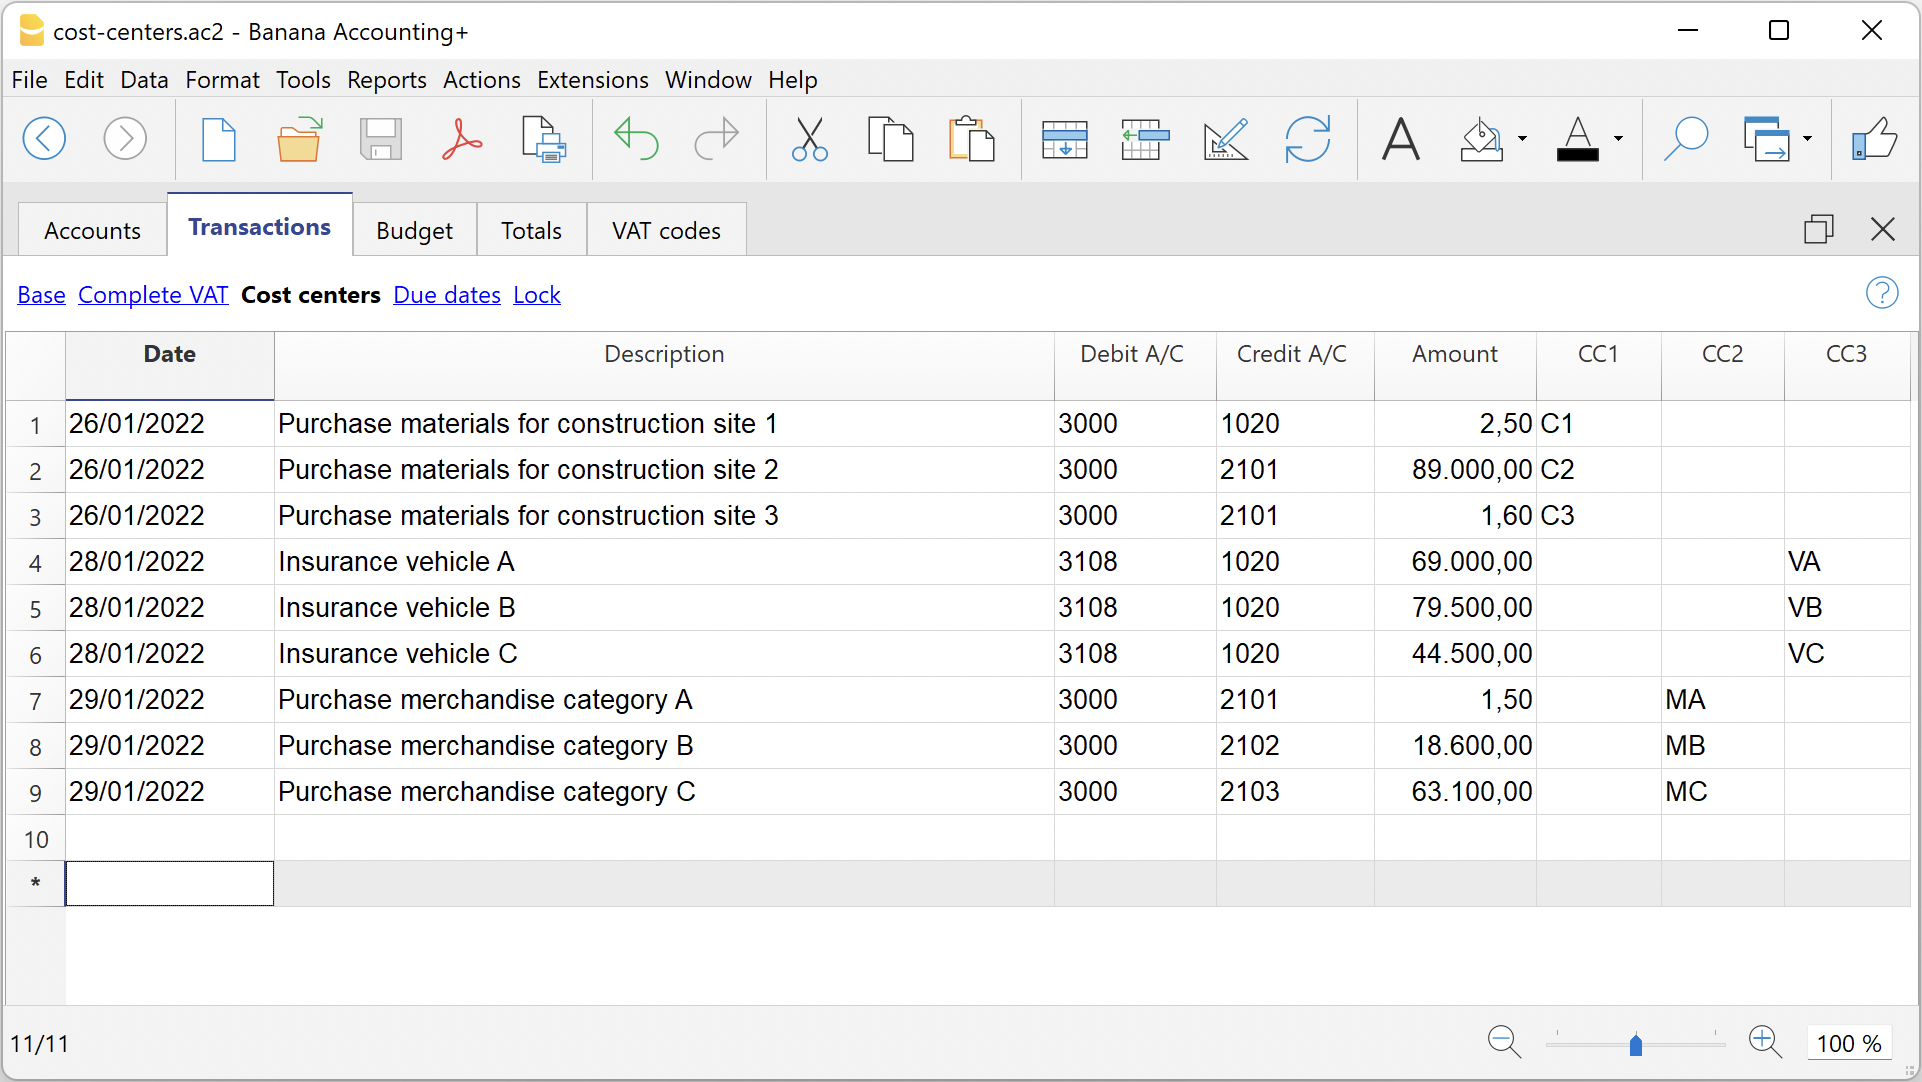 cost-centers.ac2 - Banana Accounting+
File Edit Data Format Tools Reports Actions Extensions Window Help
Accounts Transactions Budget Totals VAT codes
Base Complete VAT Cost centers Due dates Lock
Date Description Debit A/C Credit A/C Amount CC1 CC2 CC3
1 26/01/2022 Purchase materials for construction site 1 3000 1020 2,50 C1
2 26/01/2022 Purchase materials for construction site 2 3000 2101 89.000,00 C2
3 26/01/2022 Purchase materials for construction site 3 3000 2101 1,60 C3
4 28/01/2022 Insurance vehicle A 3108 1020 69.000,00 VA
5 28/01/2022 Insurance vehicle B 3108 1020 79.500,00 VB
6 28/01/2022 Insurance vehicle C 3108 1020 44.500,00 VC
7 29/01/2022 Purchase merchandise category A 3000 2101 1,50 MA
8 29/01/2022 Purchase merchandise category B 3000 2102 18.600,00 MB
9 29/01/2022 Purchase merchandise category C 3000 2103 63.100,00 MC
10
*
11/11 100 %